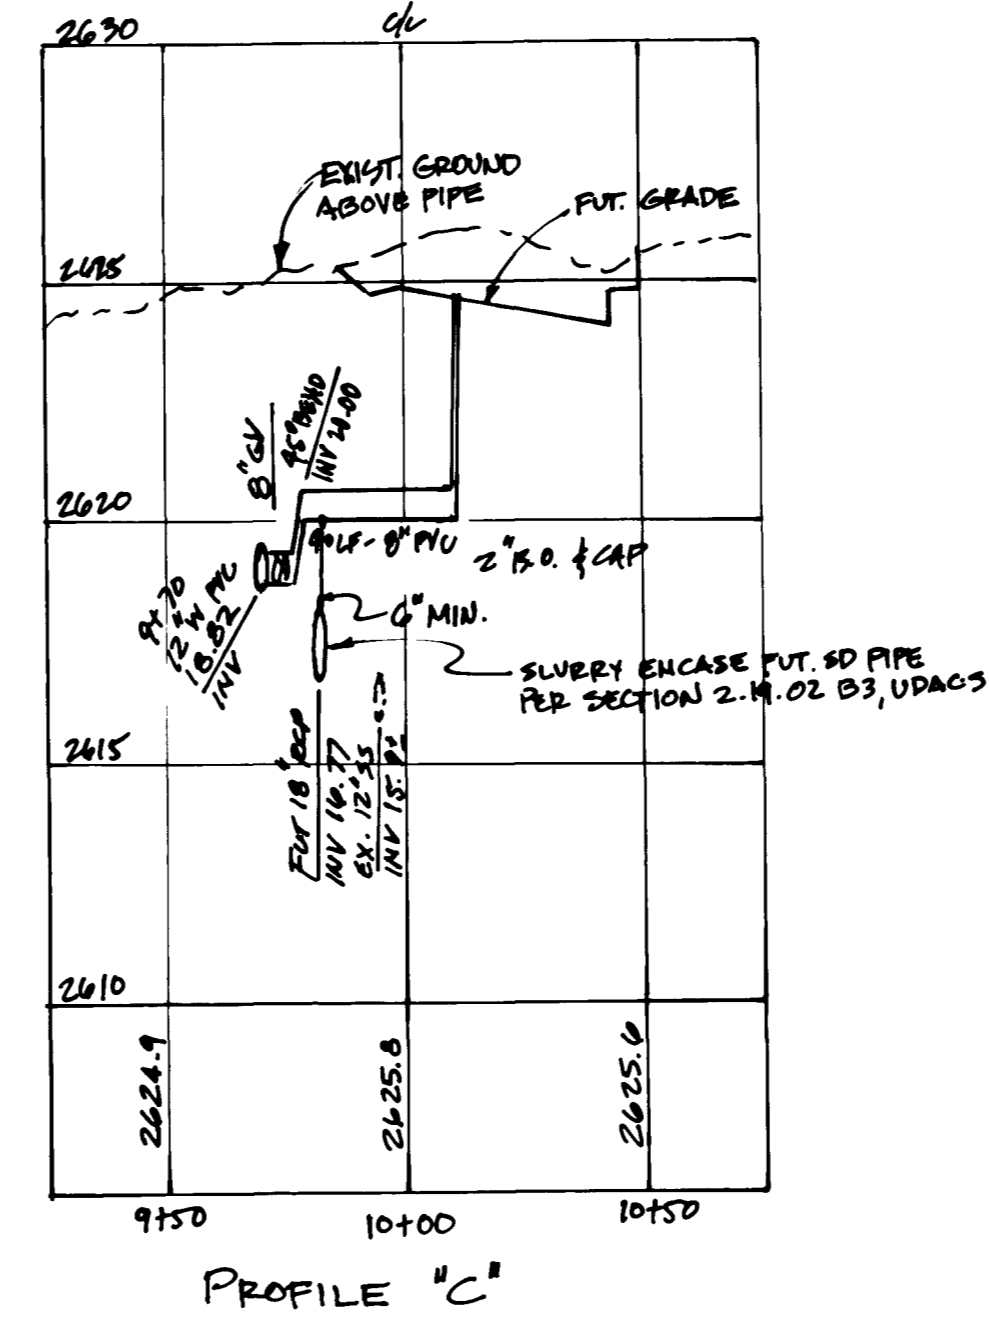 2630
C/L
EXIST. GROUND
ABOVE PIPE
FUT. GRADE
2625
8" GV
45° BEND
INV 20.00
2620
40 LF - 8" PVC
2" B.O. & CAP
9+70
12" W PVC
18.82
INV
6" MIN.
SLURRY ENCASE FUT. SD PIPE
PER SECTION 2.19.02 B3, UDACS
2615
FUT 18" RCP
INV 16.77
EX. 12" SS
INV 15.
2610
2624.9
2625.8
2625.6
9+50
10+00
10+50
PROFILE "C"